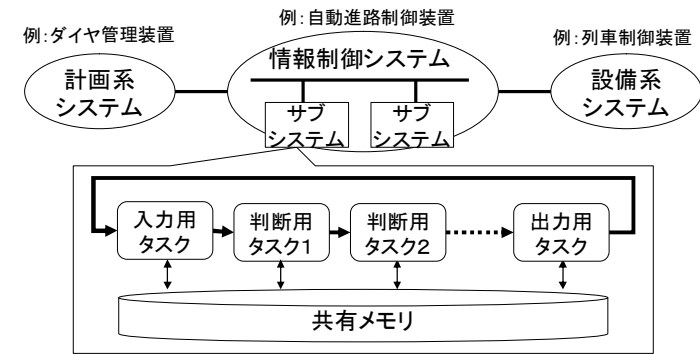 例:自動進路制御装置
例:ダイヤ管理装置
例:列車制御装置
情報制御システム
計画系
システム
設備系
システム
サブ
システム
サブ
システム
入力用
タスク
判断用
タスク1
判断用
タスク2
出力用
タスク
共有メモリ